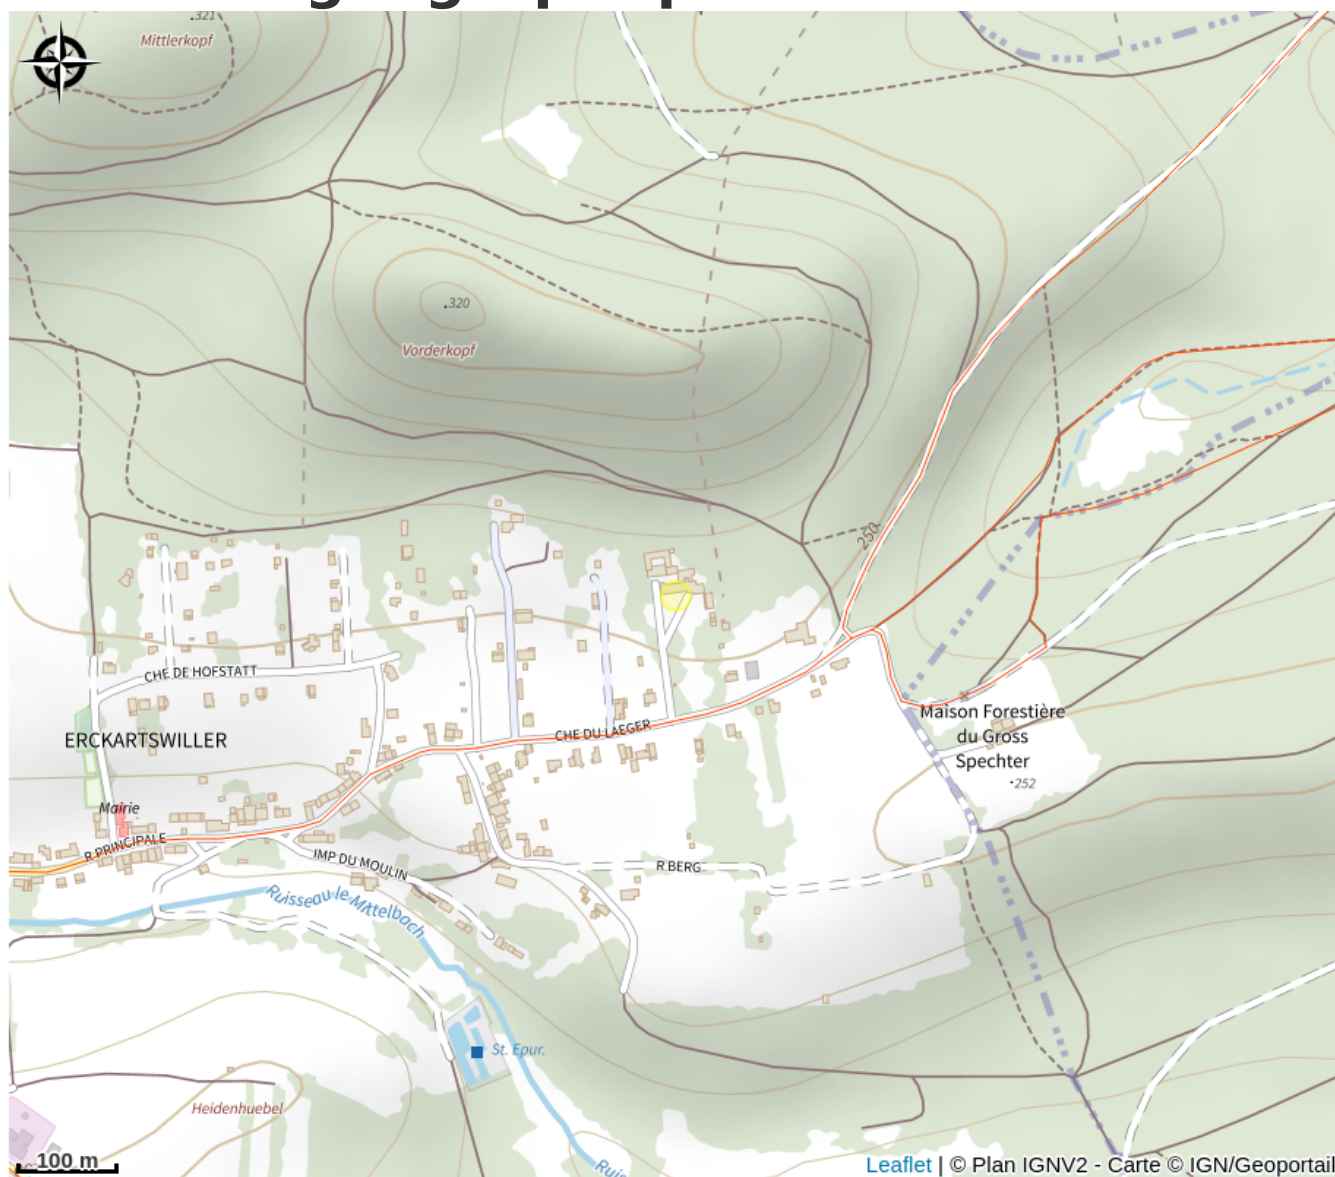 .321
Mittlerkopf
.320
Vorderkopf
250
CHE DE HOFSTATT
ERCKARTSWILLER
CHE DU LAEGER
Maison Forestière
du Gross
Spechter
.252
Mairie
R PRINCIPALE
IMP DU MOULIN
R BERG
Ruisseau le Mittelbach
St. Epur.
Heidenhuebel
100 m
Leaflet | © Plan IGNV2 - Carte © IGN/Geoportail